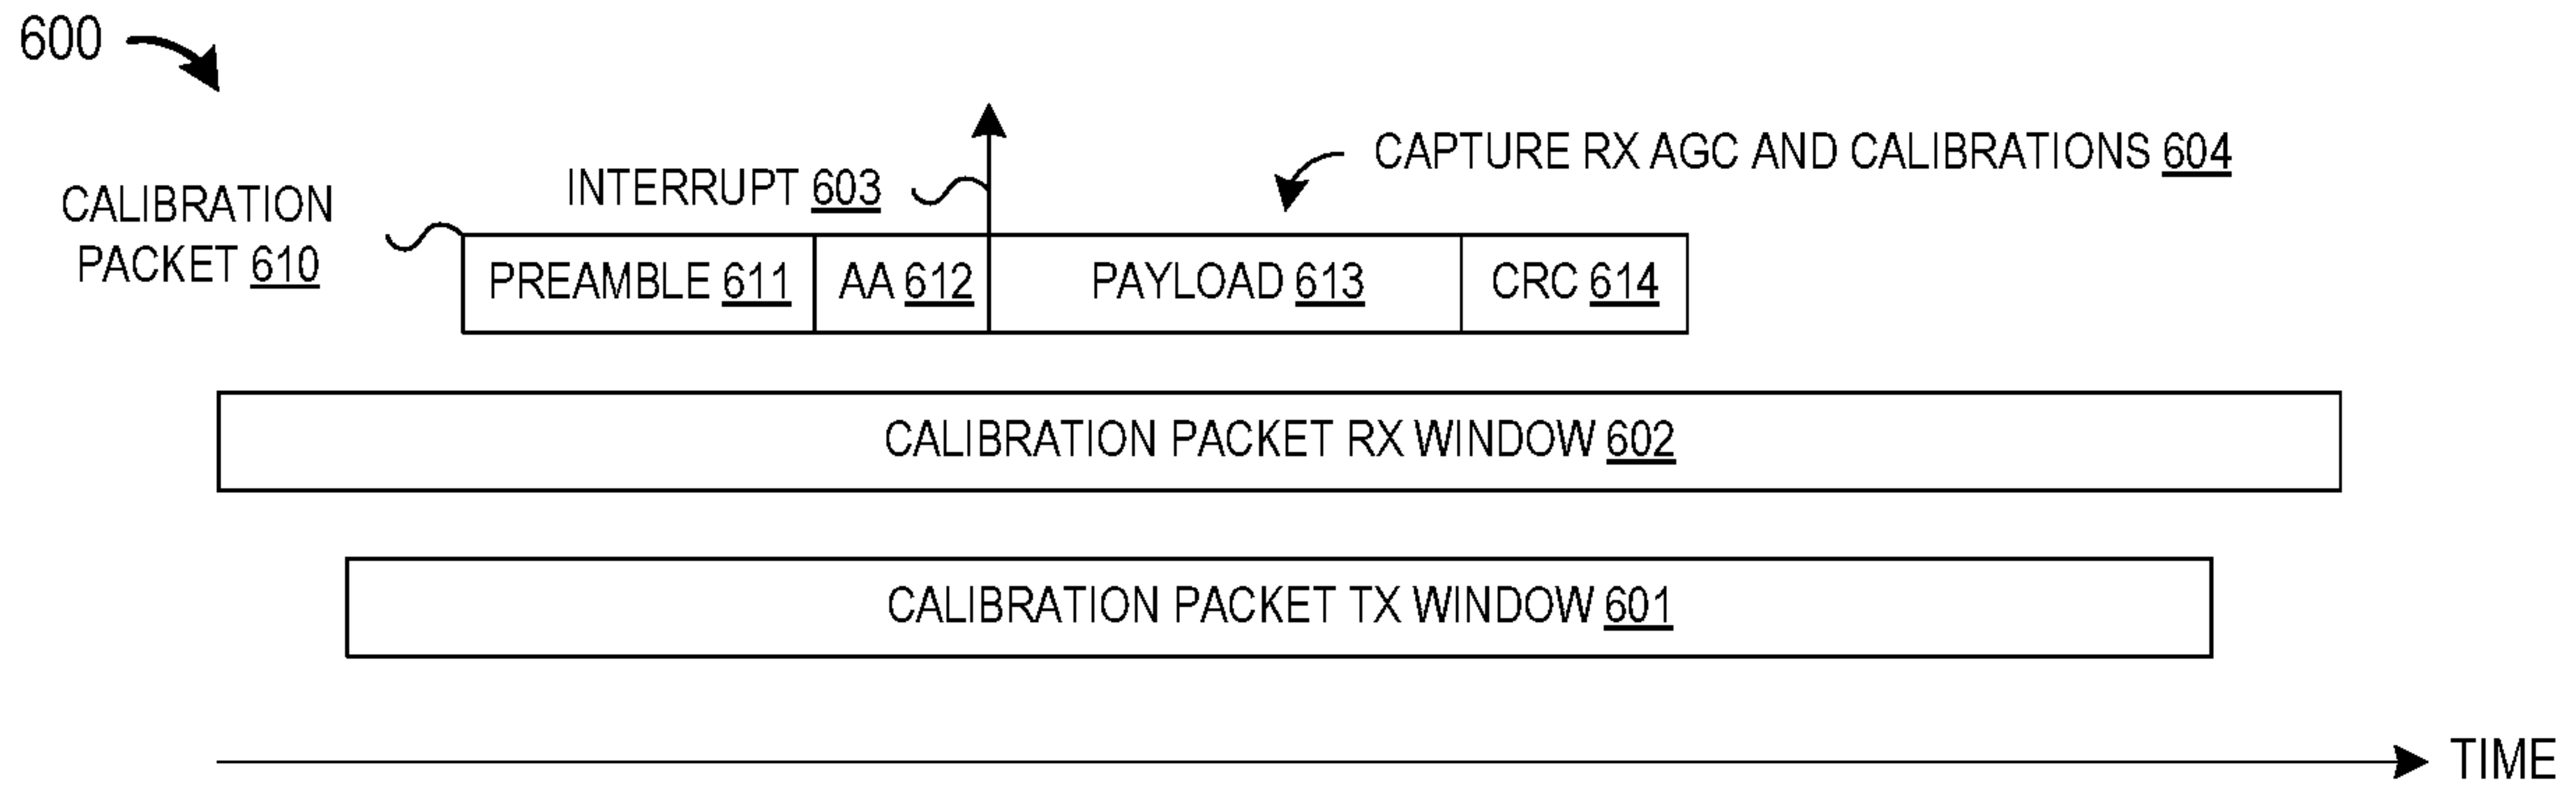 600
CAPTURE RX AGC AND CALIBRATIONS 604
INTERRUPT 603
CALIBRATION
PACKET 610
PREAMBLE 611
AA 612
PAYLOAD 613
CRC 614
CALIBRATION PACKET RX WINDOW 602
CALIBRATION PACKET TX WINDOW 601
TIME